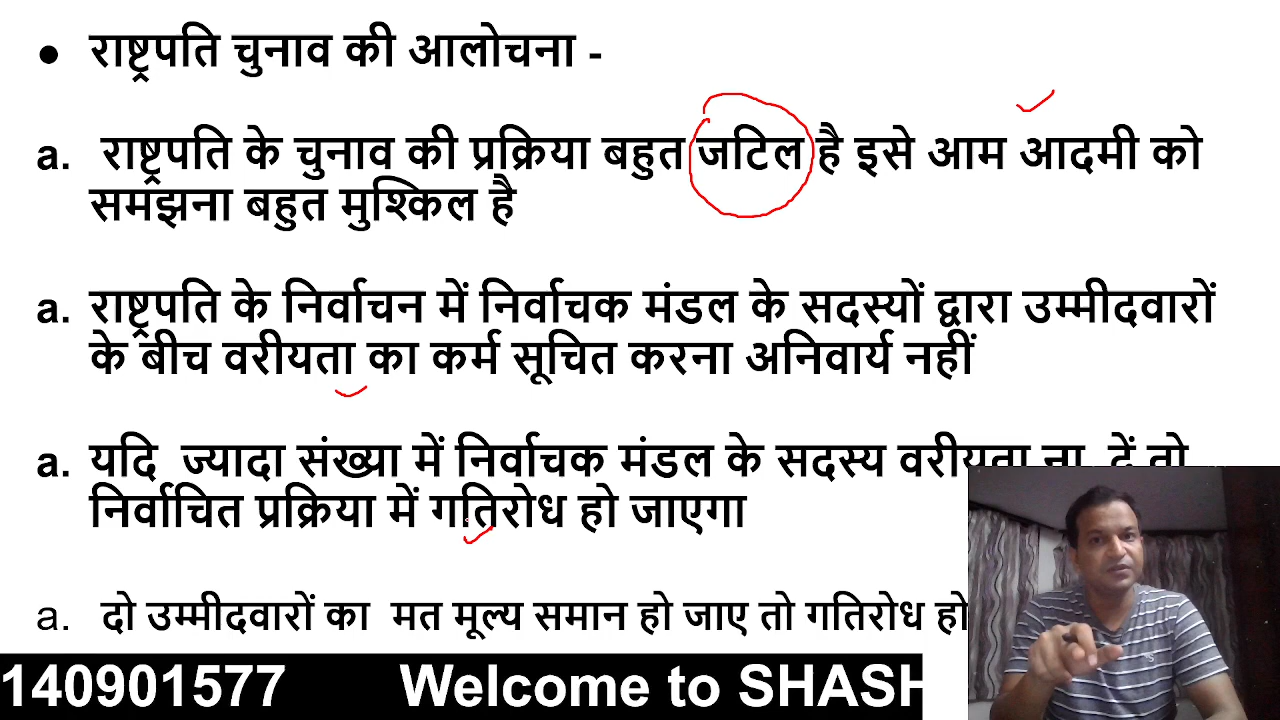 ● राष्ट्रपति चुनाव की आलोचना -
a. राष्ट्रपति के चुनाव की प्रक्रिया बहुत जटिल है इसे आम आदमी को
समझना बहुत मुश्किल है
a. राष्ट्रपति के निर्वाचन में निर्वाचक मंडल के सदस्यों द्वारा उम्मीदवारों
के बीच वरीयता का कर्म सूचित करना अनिवार्य नहीं
a. यदि ज्यादा संख्या में निर्वाचक मंडल के सदस्य वरीयता ना दें तो
निर्वाचित प्रक्रिया में गतिरोध हो जाएगा
a. दो उम्मीदवारों का मत मूल्य समान हो जाए तो गतिरोध हो
140901577 Welcome to SHASH